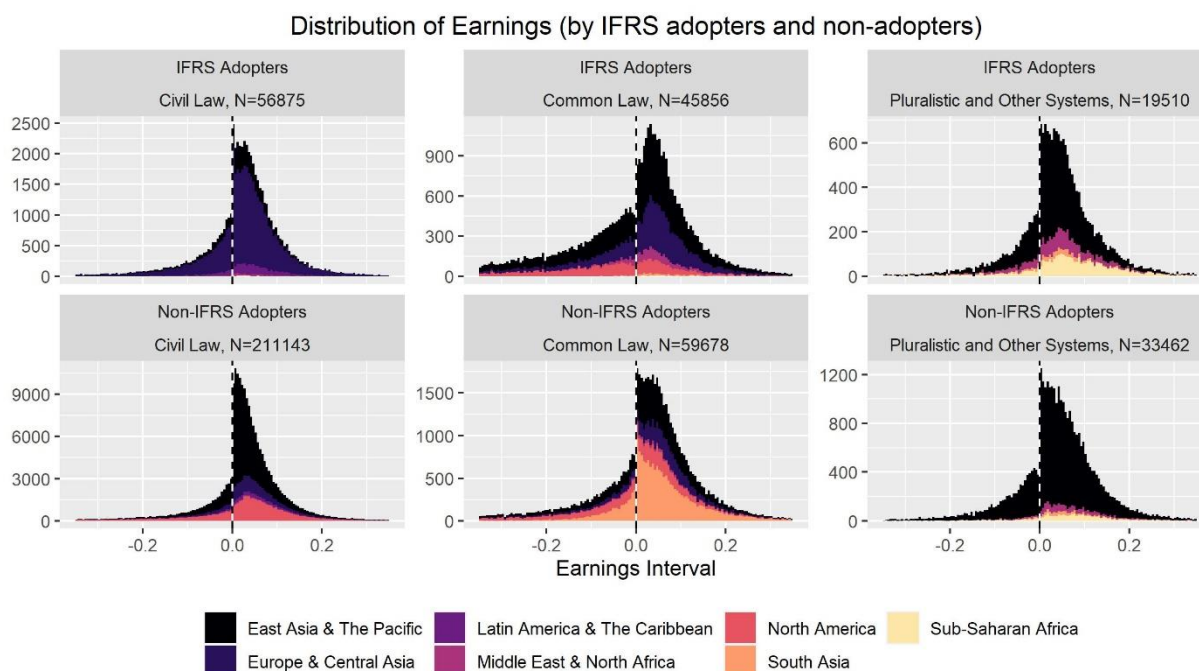 Distribution of Earnings (by IFRS adopters and non-adopters)
IFRS Adopters
Civil Law, N=56875
2500
2000
1500
1000
500
0
IFRS Adopters
Common Law, N=45856
900
600
300
0
IFRS Adopters
Pluralistic and Other Systems, N=19510
600
400
200
0
Non-IFRS Adopters
Civil Law, N=211143
9000
6000
3000
0
-0.2 0.0 0.2
Non-IFRS Adopters
Common Law, N=59678
1500
1000
500
0
-0.2 0.0 0.2
Non-IFRS Adopters
Pluralistic and Other Systems, N=33462
1200
800
400
0
-0.2 0.0 0.2
Earnings Interval
East Asia & The Pacific Latin America & The Caribbean North America Sub-Saharan Africa
Europe & Central Asia Middle East & North Africa South Asia